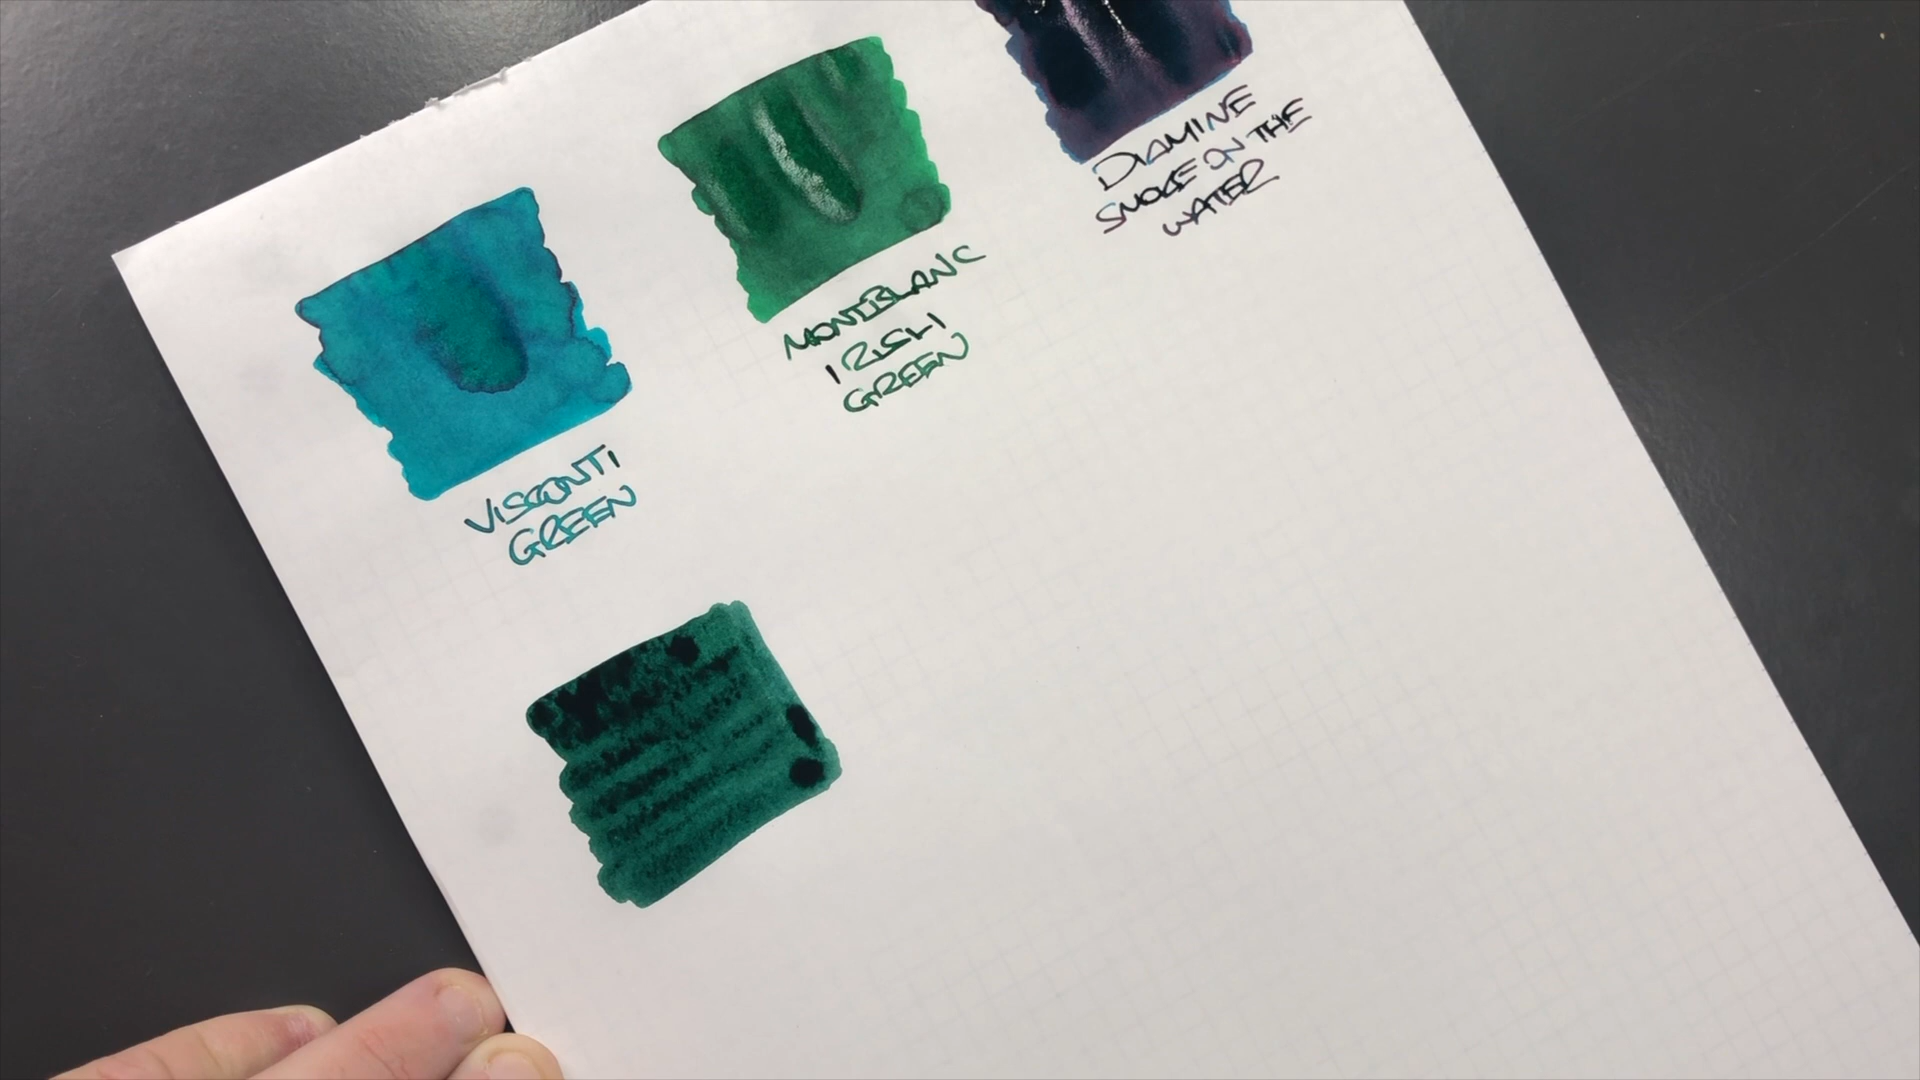 VISCONTI
GREEN
MONTBLANC
IRISH
GREEN
DIAMINE
SMOKE ON THE
WATER